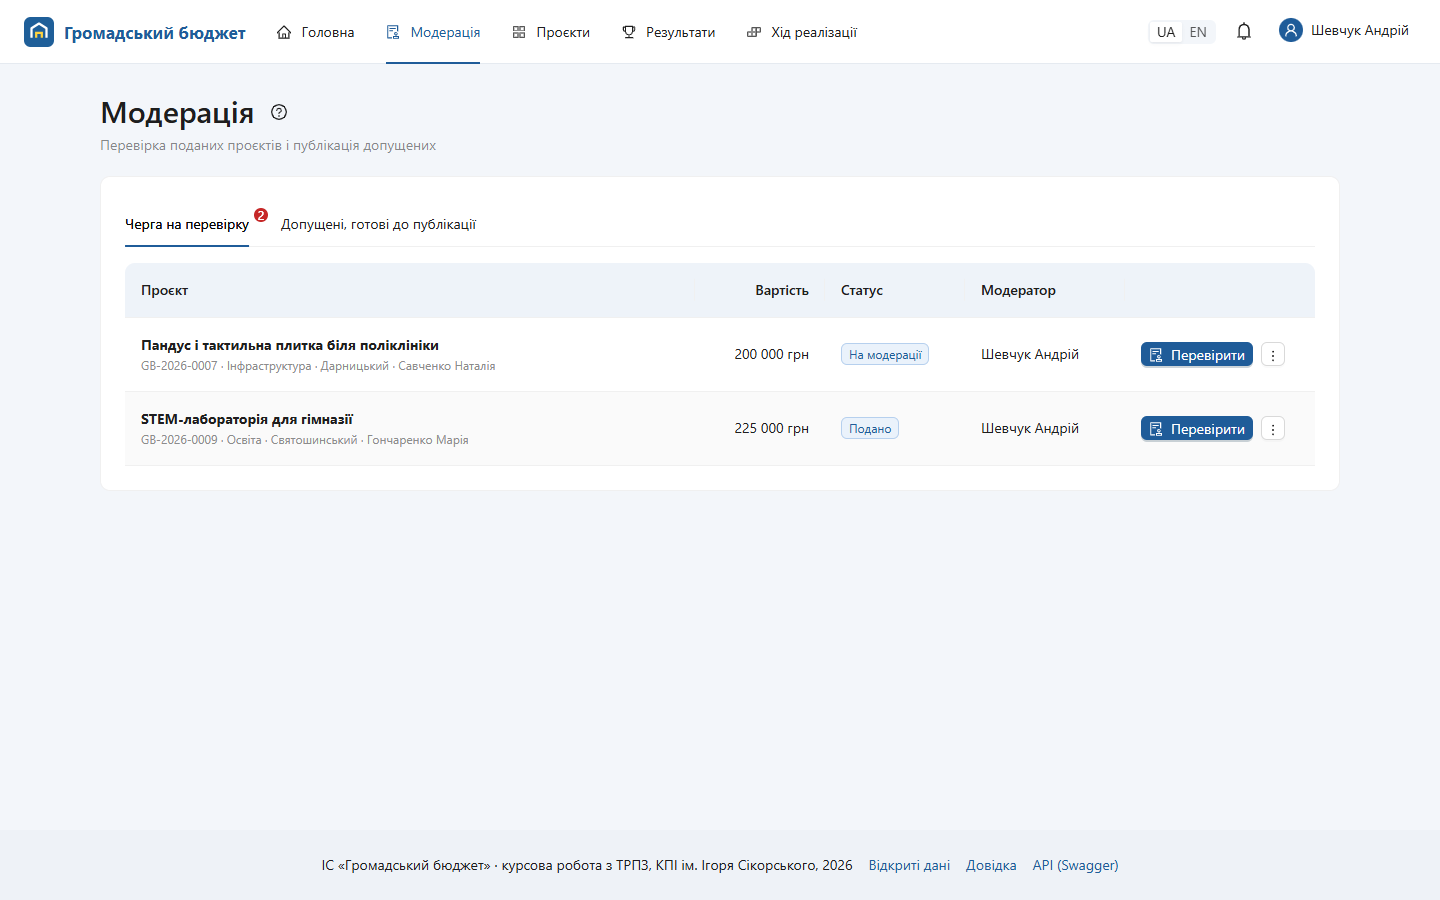 Громадський бюджет
Головна
Модерація
Проєкти
Результати
Хід реалізації
UA EN
Шевчук Андрій
Модерація
Перевірка поданих проєктів і публікація допущених
Черга на перевірку 2
Допущені, готові до публікації
Проєкт Вартість Статус Модератор
Пандус і тактильна плитка біля поліклініки
GB-2026-0007 · Інфраструктура · Дарницький · Савченко Наталія
200 000 грн
На модерації
Шевчук Андрій
Перевірити
STEM-лабораторія для гімназії
GB-2026-0009 · Освіта · Святошинський · Гончаренко Марія
225 000 грн
Подано
Шевчук Андрій
Перевірити
ІС «Громадський бюджет» · курсова робота з ТРПЗ, КПІ ім. Ігоря Сікорського, 2026 Відкриті дані Довідка API (Swagger)